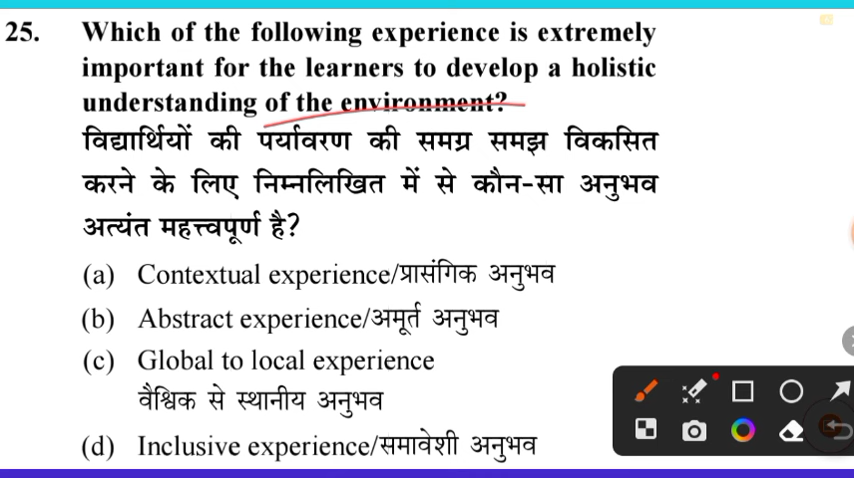 25. Which of the following experience is extremely
important for the learners to develop a holistic
understanding of the environment?
विद्यार्थियों की पर्यावरण की समग्र समझ विकसित
करने के लिए निम्नलिखित में से कौन-सा अनुभव
अत्यंत महत्त्वपूर्ण है?
(a) Contextual experience/प्रासंगिक अनुभव
(b) Abstract experience/अमूर्त अनुभव
(c) Global to local experience
वैश्विक से स्थानीय अनुभव
(d) Inclusive experience/समावेशी अनुभव